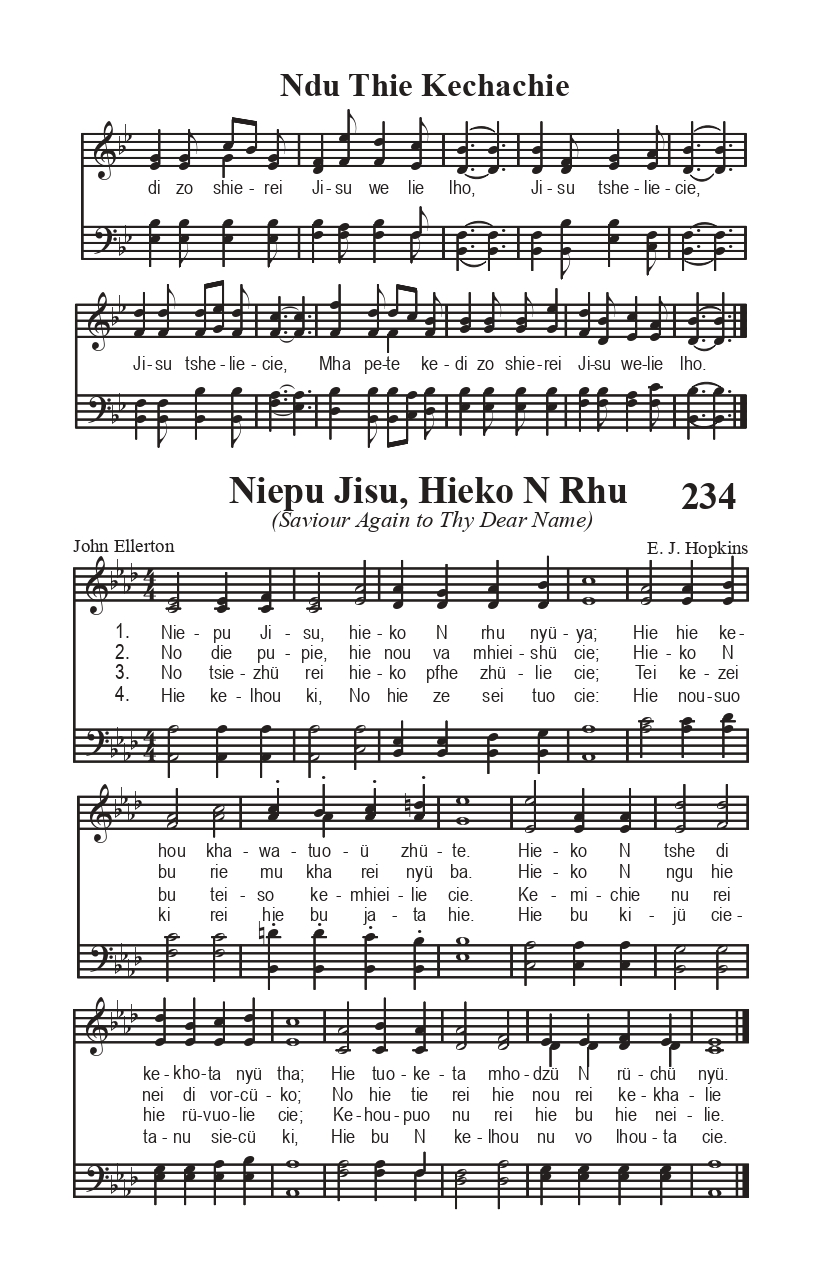 Ndu Thie Kechachie
di zo shie - rei Ji - su we lie lho, Ji - su tshe - lie - cie,
Ji - su tshe - lie - cie, Mha pe - te ke - di zo shie - rei Ji - su we - lie lho.
Niepu Jisu, Hieko N Rhu 234
(Saviour Again to Thy Dear Name)
John Ellerton E. J. Hopkins
1. Nie - pu Ji - su, hie - ko N rhu nyü - ya; Hie hie ke -
2. No die pu - pie, hie nou va mhiei - shü cie; Hie - ko N
3. No tsie - zhü rei hie - ko pfhe zhü - lie cie; Tei ke - zei
4. Hie ke - lhou ki, No hie ze sei tuo cie: Hie nou - suo
hou kha - wa - tuo - ü zhü - te. Hie - ko N tshe di
bu rie mu kha rei nyü ba. Hie - ko N ngu hie
bu tei - so ke - mhiei - lie cie. Ke - mi - chie nu rei
ki rei hie bu ja - ta hie. Hie bu ki - jü cie -
ke - kho - ta nyü tha; Hie tuo - ke - ta mho - dzü N rü - chü nyü.
nei di vor - cü - ko; No hie tie rei hie nou rei ke - kha - lie
hie rü - vuo - lie cie; Ke - hou - puo nu rei hie bu hie nei - lie.
ta - nu sie - cü ki, Hie bu N ke - lhou nu vo lhou - ta cie.